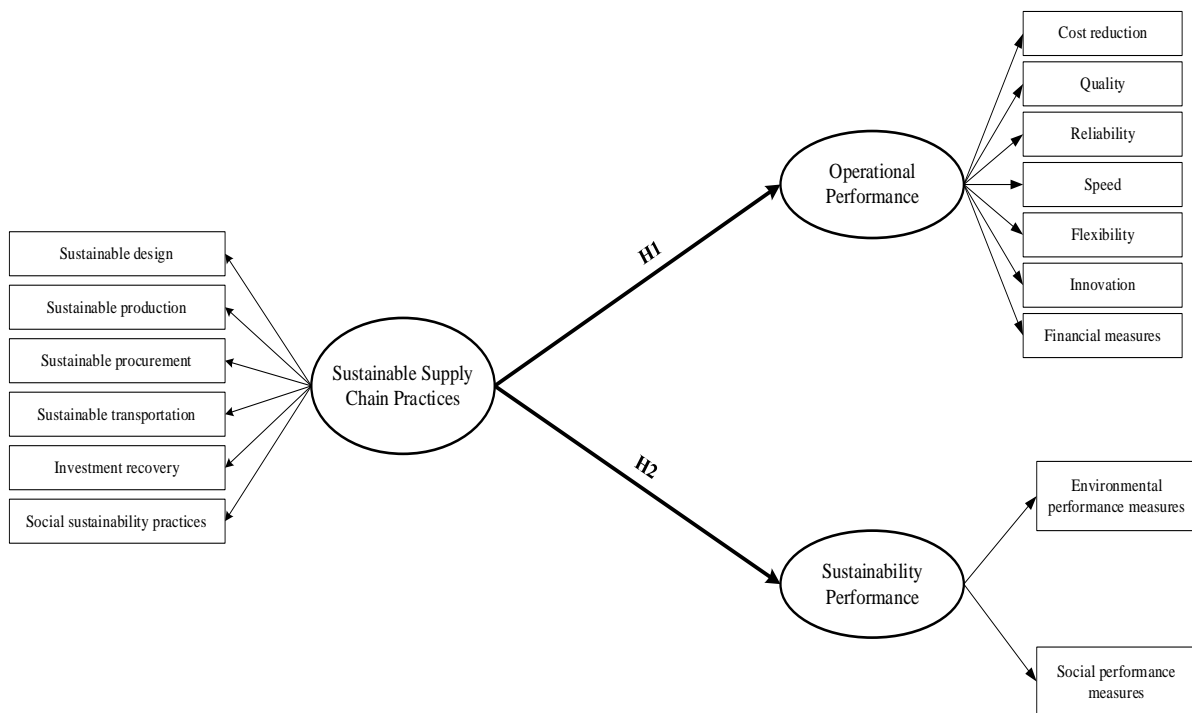 Cost reduction
Quality
Reliability
Speed
Flexibility
Innovation
Financial measures
Operational
Performance
H1
Sustainable design
Sustainable production
Sustainable procurement
Sustainable transportation
Investment recovery
Social sustainability practices
Sustainable Supply
Chain Practices
H2
Sustainability
Performance
Environmental
performance measures
Social performance
measures